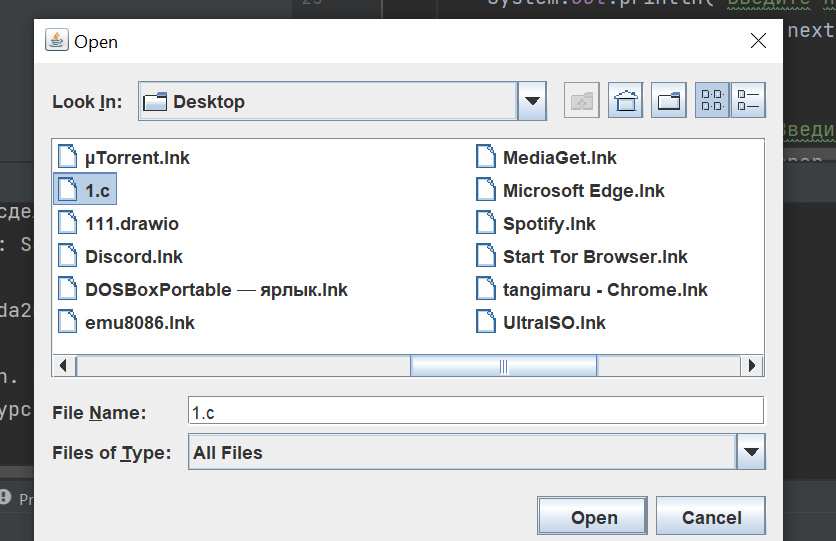 25 System.out.println("Введите п
Open
next
Look In: Desktop
Введи
µTorrent.lnk
1.c
111.drawio
Discord.lnk
DOSBoxPortable — ярлык.lnk
emu8086.lnk
MediaGet.lnk
Microsoft Edge.lnk
Spotify.lnk
Start Tor Browser.lnk
tangimaru - Chrome.lnk
UltraISO.lnk
сдел
: S
da2
n.
урс
File Name: 1.c
Files of Type: All Files
Pr
Open Cancel